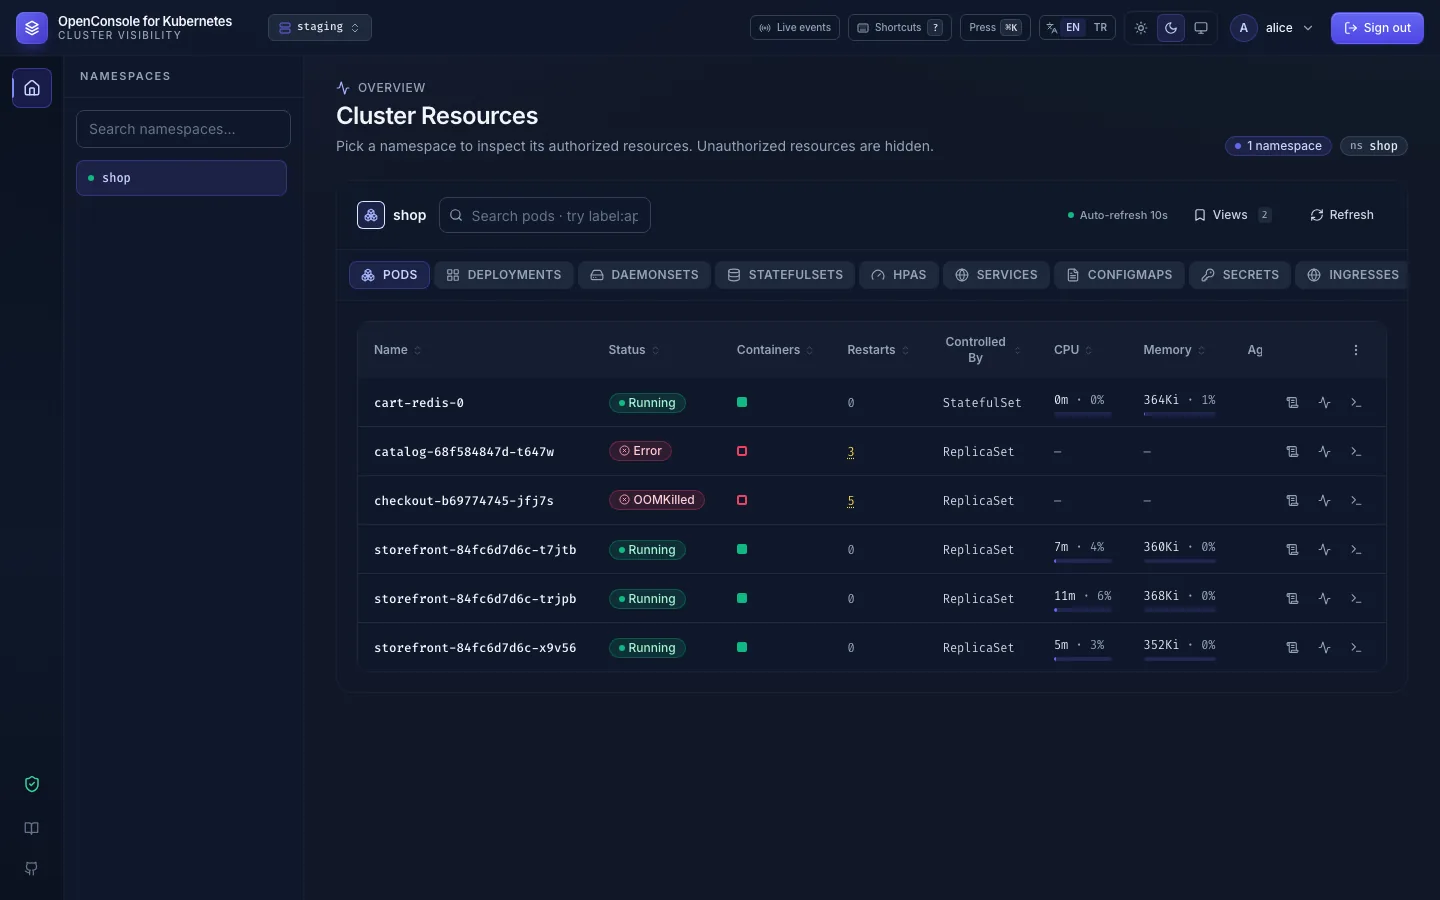 OpenConsole for Kubernetes
CLUSTER VISIBILITY
staging
Live events
Shortcuts ?
Press ⌘K
EN TR
A alice
Sign out
NAMESPACES
Search namespaces...
shop
OVERVIEW
Cluster Resources
Pick a namespace to inspect its authorized resources. Unauthorized resources are hidden.
1 namespace
ns shop
shop
Search pods · try label:ap
Auto-refresh 10s
Views 2
Refresh
PODS DEPLOYMENTS DAEMONSETS STATEFULSETS HPAS SERVICES CONFIGMAPS SECRETS INGRESSES
Name Status Containers Restarts Controlled By CPU Memory Ag
cart-redis-0 Running 0 StatefulSet 0m · 0% 364Ki · 1%
catalog-68f584847d-t647w Error 3 ReplicaSet — —
checkout-b69774745-jfj7s OOMKilled 5 ReplicaSet — —
storefront-84fc6d7d6c-t7jtb Running 0 ReplicaSet 7m · 4% 360Ki · 0%
storefront-84fc6d7d6c-trjpb Running 0 ReplicaSet 11m · 6% 368Ki · 0%
storefront-84fc6d7d6c-x9v56 Running 0 ReplicaSet 5m · 3% 352Ki · 0%